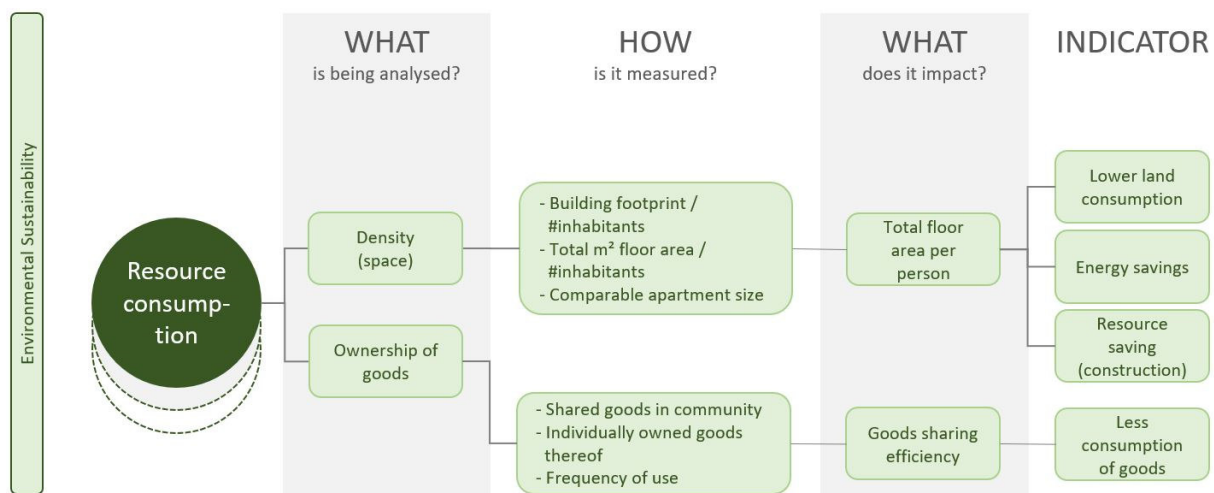 Environmental Sustainability
WHAT
is being analysed?
HOW
is it measured?
WHAT
does it impact?
INDICATOR
Resource
consump-
tion
Density
(space)
- Building footprint /
#inhabitants
- Total m² floor area /
#inhabitants
- Comparable apartment size
Total floor
area per
person
Lower land
consumption
Energy savings
Resource
saving
(construction)
Ownership of
goods
- Shared goods in community
- Individually owned goods
thereof
- Frequency of use
Goods sharing
efficiency
Less
consumption
of goods